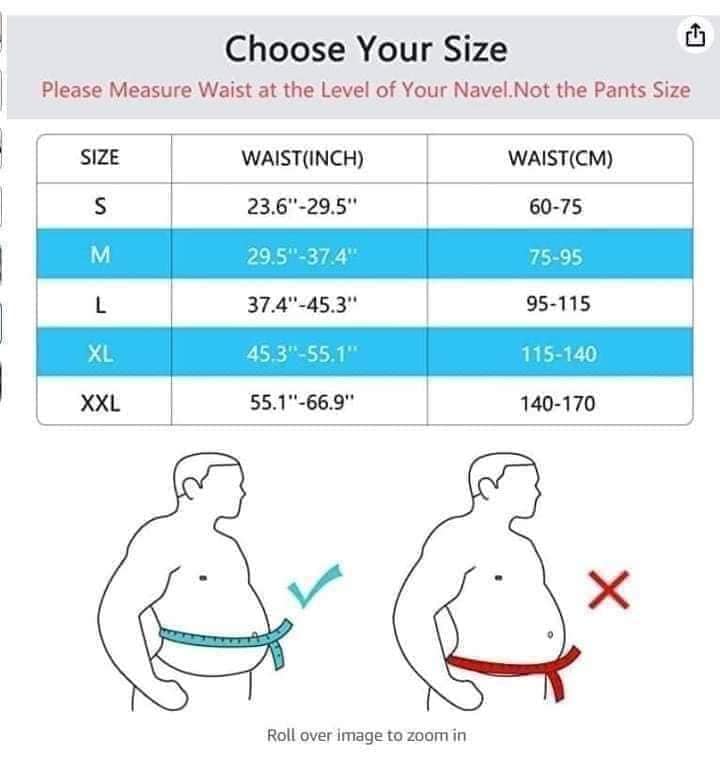 Choose Your Size
Please Measure Waist at the Level of Your Navel.Not the Pants Size
SIZE WAIST(INCH) WAIST(CM)
S 23.6''-29.5'' 60-75
M 29.5''-37.4'' 75-95
L 37.4''-45.3'' 95-115
XL 45.3''-55.1'' 115-140
XXL 55.1''-66.9'' 140-170
Roll over image to zoom in